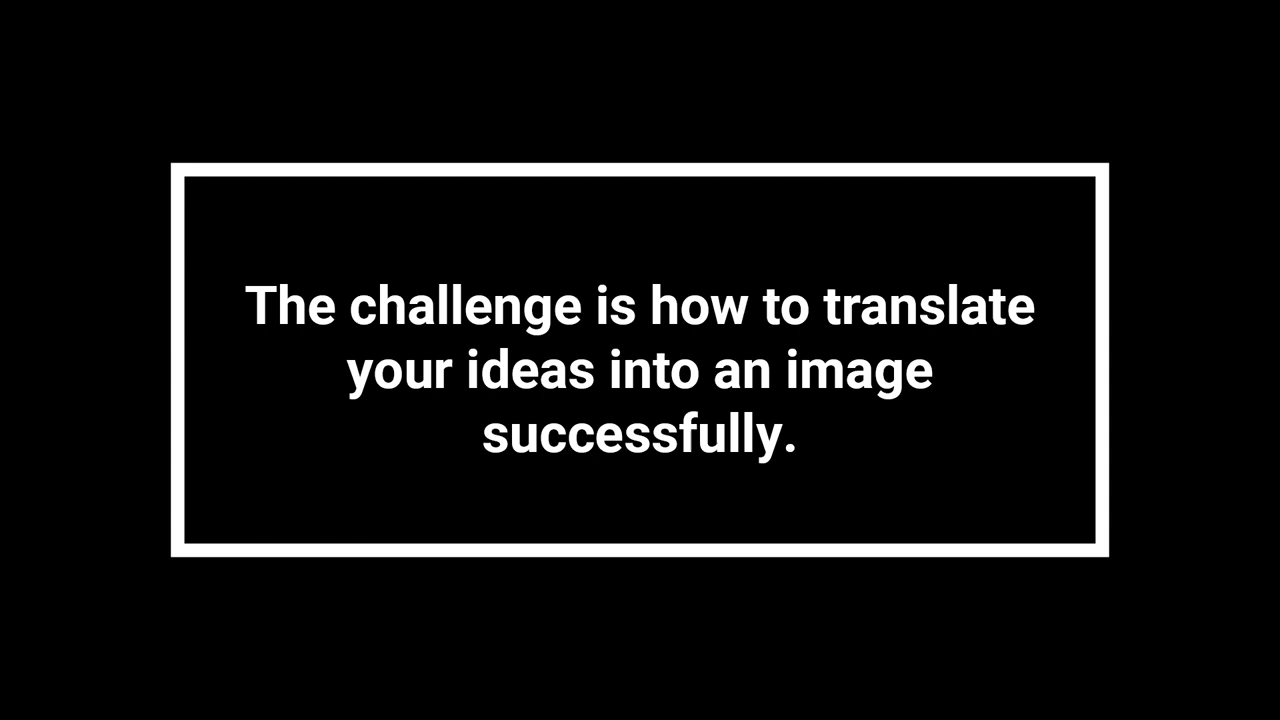 The challenge is how to translate
your ideas into an image
successfully.